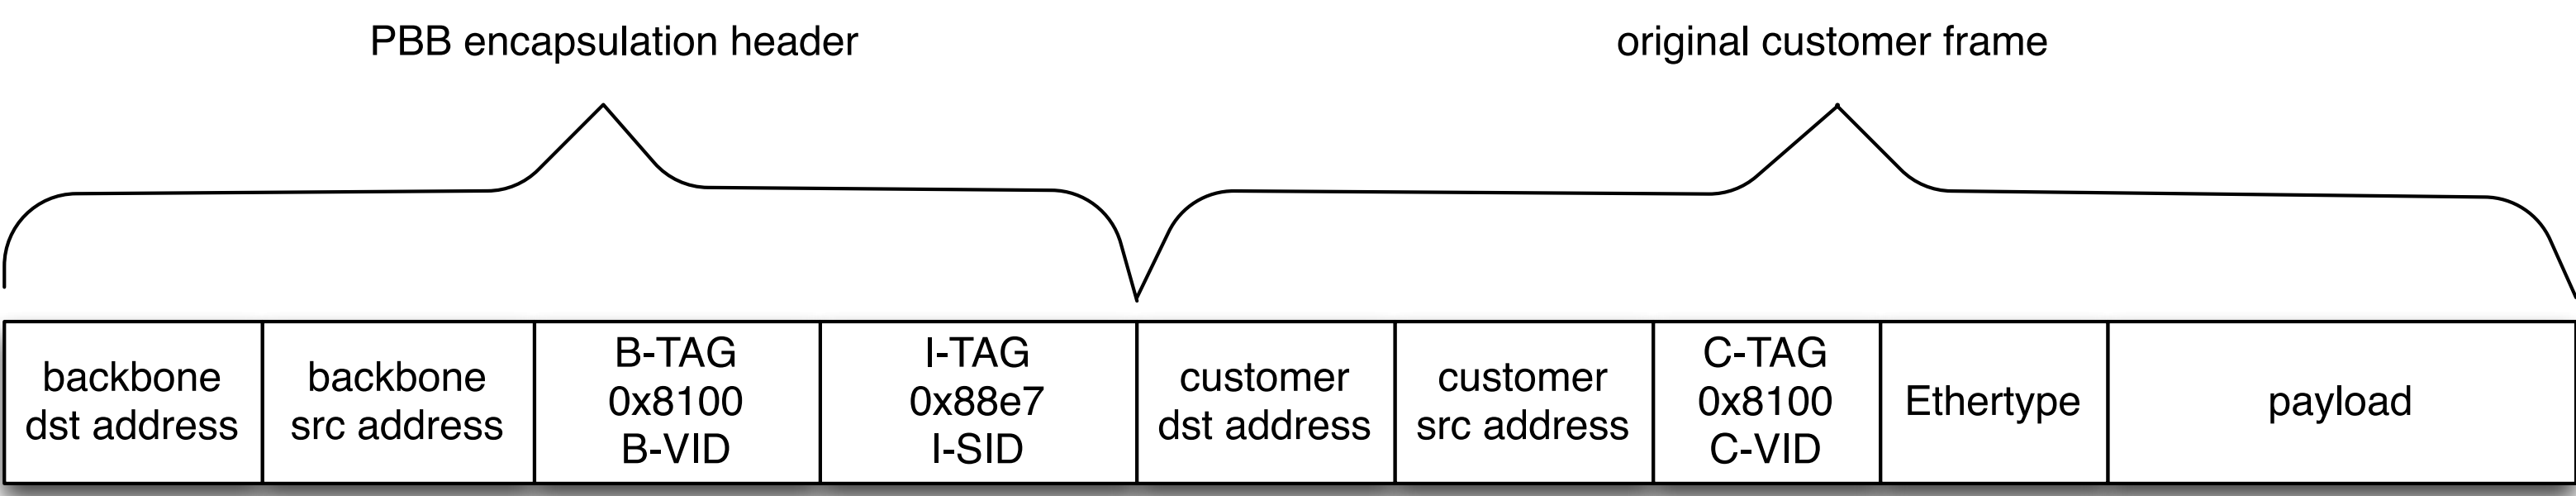 PBB encapsulation header
original customer frame
backbone
dst address
backbone
src address
B-TAG
0x8100
B-VID
I-TAG
0x88e7
I-SID
customer
dst address
customer
src address
C-TAG
0x8100
C-VID
Ethertype
payload